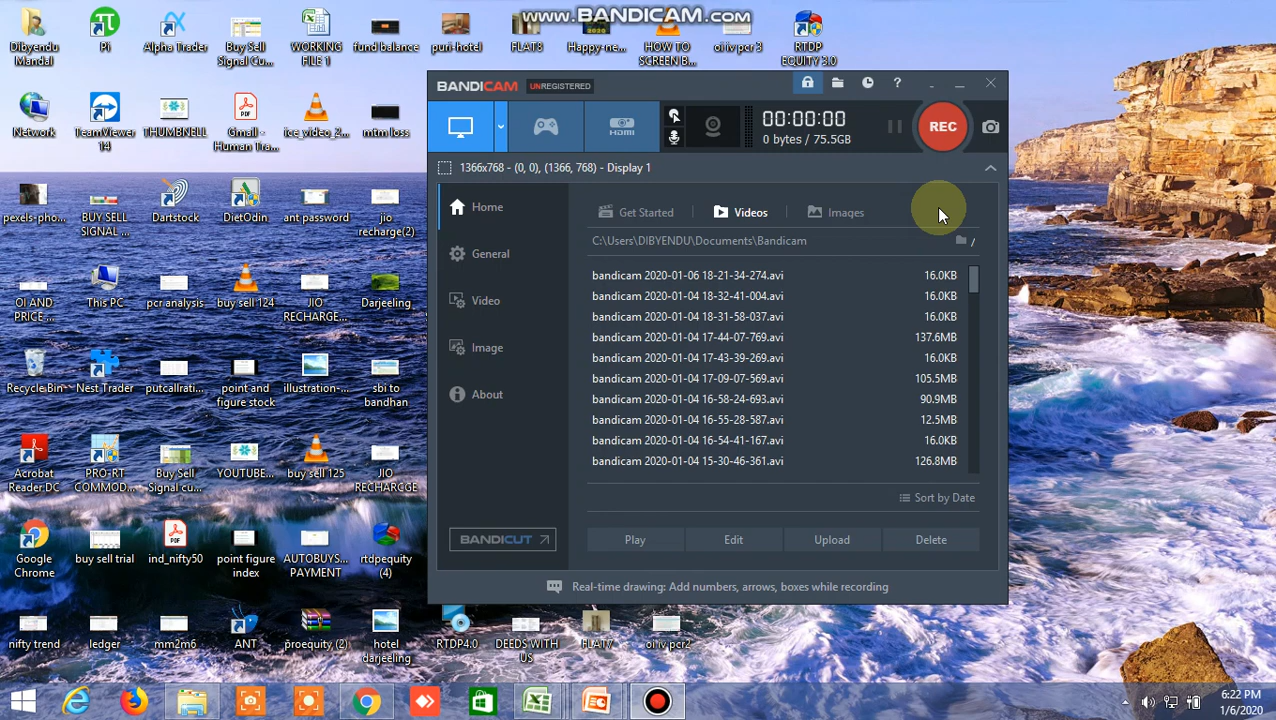 www.BANDICAM.com
Dibyendu
Mandal
Pi
Alpha Trader
Buy Sell
Signal Cu...
WORKING
FILE 1
fund balance
puri-hotel
FLAT8
Happy-ne...
HOW TO
SCREEN B...
oi iv pcr 3
RTDP
EQUITY 3.0
Network
TeamViewer
14
THUMBNELL
Gmail -
Human Tra...
ice_video_2...
mtm loss
pexels-pho...
BUY SELL
SIGNAL ...
Dartstock
DietOdin
ant password
jio
recharge(2)
OI AND
PRICE -...
This PC
pcr analysis
buy sell 124
JIO
RECHARGE...
Darjeeling
Recycle Bin
Nest Trader
putcallrati...
point and
figure stock
illustration-...
sbi to
bandhan
Acrobat
Reader DC
PRO-RT
COMMOD...
Buy Sell
Signal cu...
YOUTUBE...
buy sell 125
JIO
RECHARGE
Google
Chrome
buy sell trial
ind_nifty50
point figure
index
AUTOBUYS...
PAYMENT
rtdpequity
(4)
nifty trend
ledger
mm2m6
ANT
proequity (2)
hotel
darjeeling
RTDP4.0
DEEDS WITH
US
FLAT7
oi iv pcr2
BANDICAM UNREGISTERED
?
HDMI
00:00:00
0 bytes / 75.5GB
REC
1366x768 - (0, 0), (1366, 768) - Display 1
Home
General
Video
Image
About
BANDICUT
Get Started
Videos
Images
C:\Users\DIBYENDU\Documents\Bandicam
/
bandicam 2020-01-06 18-21-34-274.avi 16.0KB
bandicam 2020-01-04 18-32-41-004.avi 16.0KB
bandicam 2020-01-04 18-31-58-037.avi 16.0KB
bandicam 2020-01-04 17-44-07-769.avi 137.6MB
bandicam 2020-01-04 17-43-39-269.avi 16.0KB
bandicam 2020-01-04 17-09-07-569.avi 105.5MB
bandicam 2020-01-04 16-58-24-693.avi 90.9MB
bandicam 2020-01-04 16-55-28-587.avi 12.5MB
bandicam 2020-01-04 16-54-41-167.avi 16.0KB
bandicam 2020-01-04 15-30-46-361.avi 126.8MB
Sort by Date
Play
Edit
Upload
Delete
Real-time drawing: Add numbers, arrows, boxes while recording
6:22 PM
1/6/2020